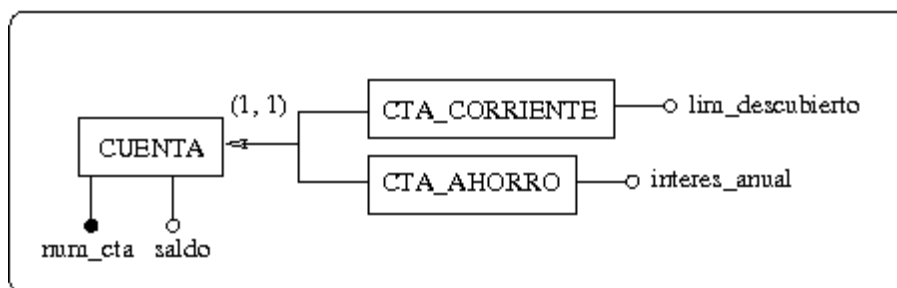 (1, 1)
CTA_CORRIENTE
lim_descubierto
CUENTA
CTA_AHORRO
interes_anual
num_cta
saldo